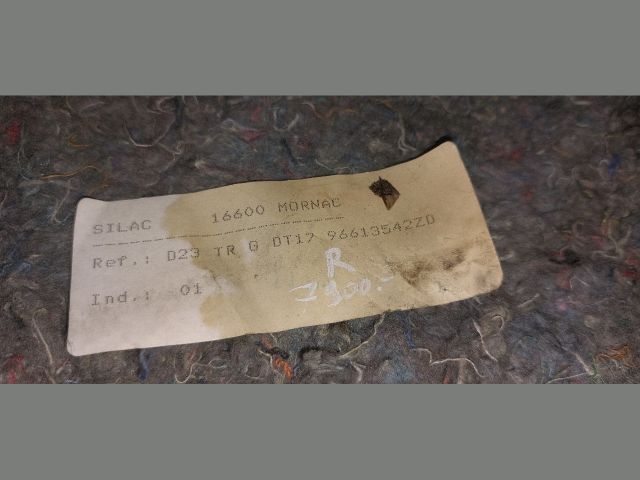 SILAC 16600 MORNAC
Ref.: D23 TR G DT17 96613542ZD
Ind.: 01
R